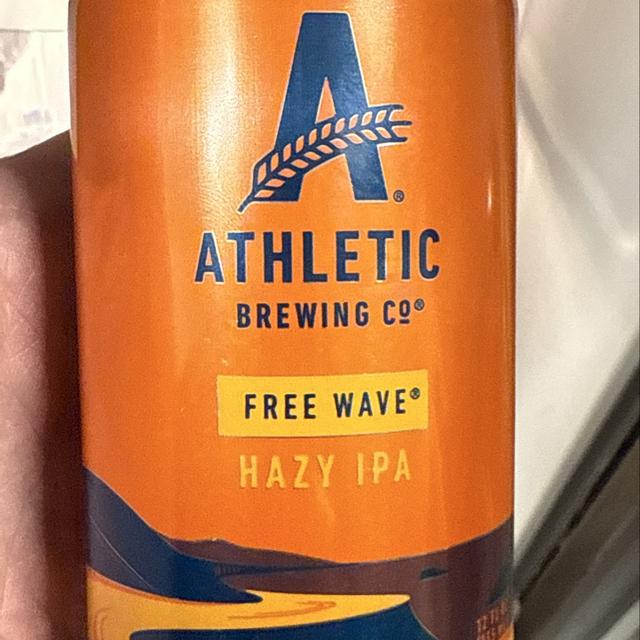 A®
ATHLETIC
BREWING Co®
FREE WAVE®
HAZY IPA